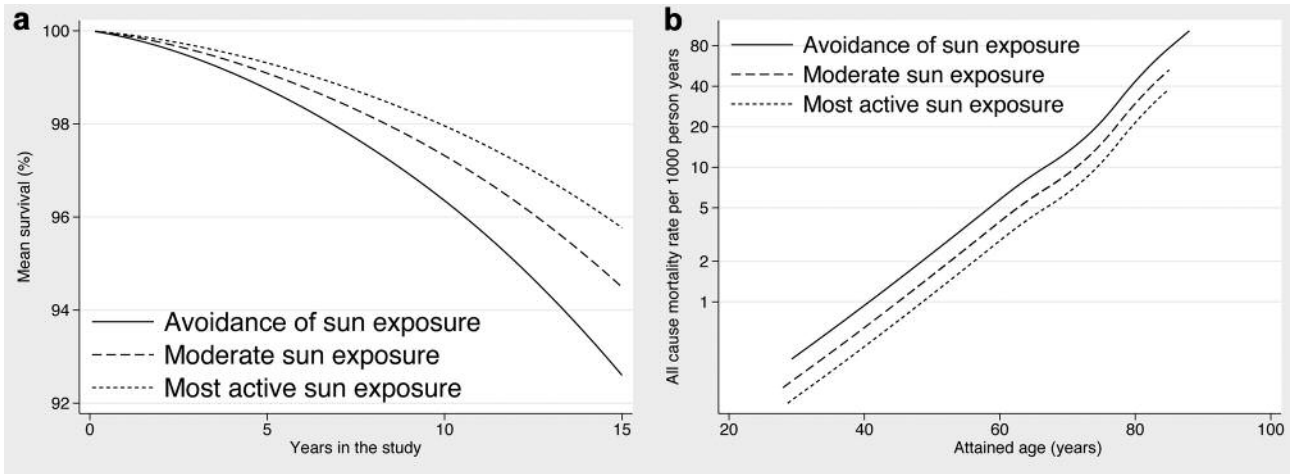 a
100
98
96
94
92
Mean survival (%)
Avoidance of sun exposure
Moderate sun exposure
Most active sun exposure
0
5
10
15
Years in the study
b
80
40
20
10
5
2
1
All cause mortality rate per 1000 person years
Avoidance of sun exposure
Moderate sun exposure
Most active sun exposure
20
40
60
80
100
Attained age (years)